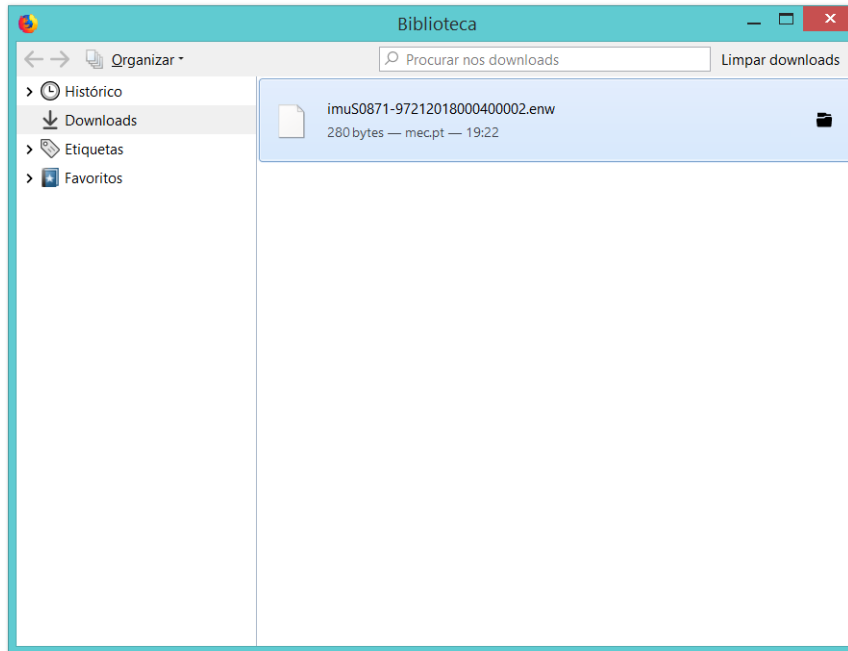 Biblioteca
Organizar
Procurar nos downloads
Limpar downloads
Histórico
Downloads
Etiquetas
Favoritos
imuS0871-97212018000400002.enw
280 bytes — mec.pt — 19:22